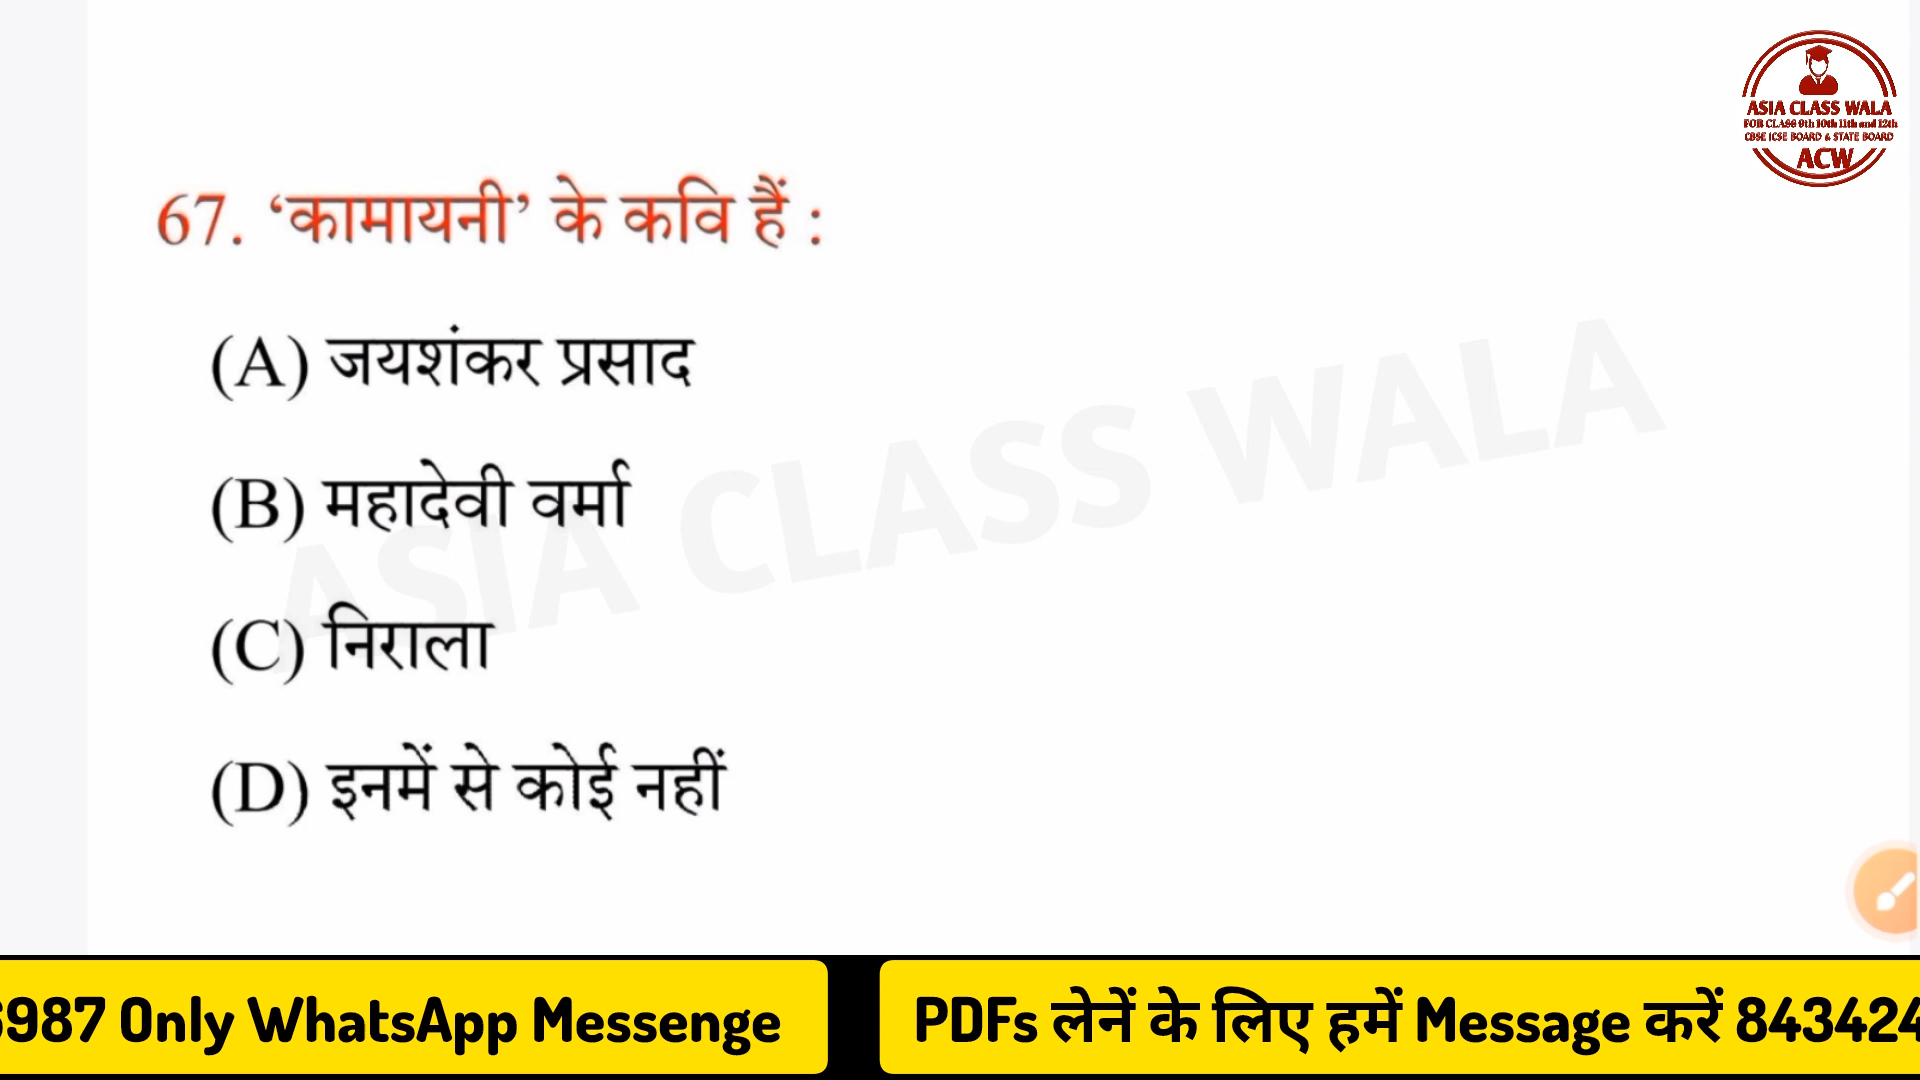 ASIA CLASS WALA
FOR CLASS 9th 10th 11th and 12th
CBSE ICSE BOARD & STATE BOARD
ACW
67. ‘कामायनी’ के कवि हैं :
(A) जयशंकर प्रसाद
(B) महादेवी वर्मा
(C) निराला
(D) इनमें से कोई नहीं
ASIA CLASS WALA
987 Only WhatsApp Messenge
PDFs लेनें के लिए हमें Message करें 843424